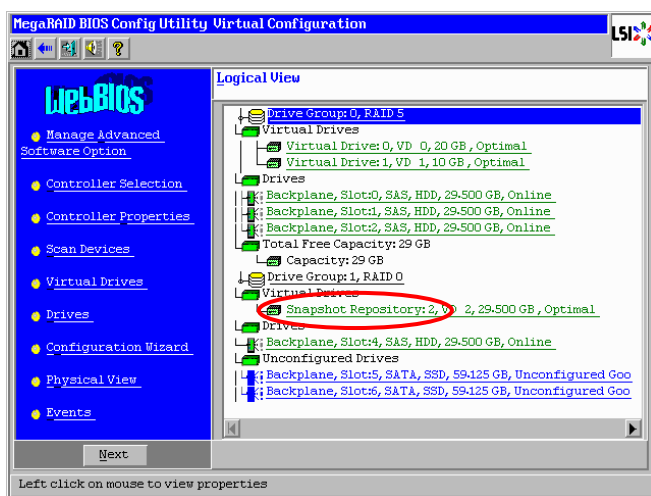 MegaRAID BIOS Config Utility Virtual Configuration
LSI
WebBIOS
Manage Advanced
Software Option
Controller Selection
Controller Properties
Scan Devices
Virtual Drives
Drives
Configuration Wizard
Physical View
Events
Next
Logical View
Drive Group: 0, RAID 5
Virtual Drives
Virtual Drive: 0, VD 0, 20 GB, Optimal
Virtual Drive: 1, VD 1, 10 GB, Optimal
Drives
Backplane, Slot:0, SAS, HDD, 29.500 GB, Online
Backplane, Slot:1, SAS, HDD, 29.500 GB, Online
Backplane, Slot:2, SAS, HDD, 29.500 GB, Online
Total Free Capacity: 29 GB
Capacity: 29 GB
Drive Group: 1, RAID 0
Virtual Drives
Snapshot Repository: 2, VD 2, 29.500 GB, Optimal
Drives
Backplane, Slot:4, SAS, HDD, 29.500 GB, Online
Unconfigured Drives
Backplane, Slot:5, SATA, SSD, 59.125 GB, Unconfigured Goo
Backplane, Slot:6, SATA, SSD, 59.125 GB, Unconfigured Goo
Left click on mouse to view properties